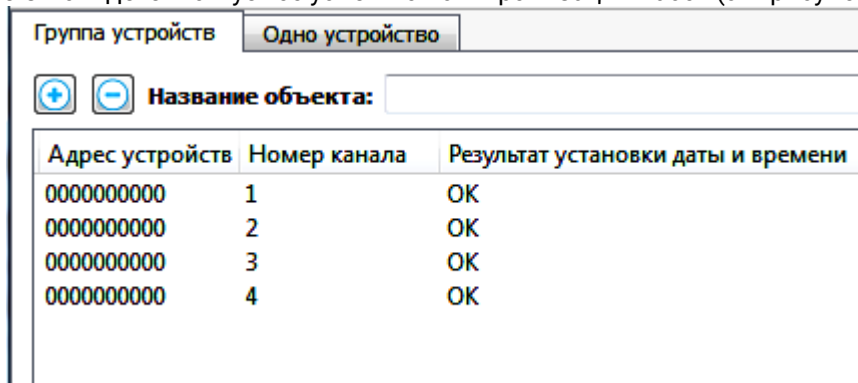 Группа устройств Одно устройство
Название объекта:
Адрес устройств Номер канала Результат установки даты и времени
0000000000 1 OK
0000000000 2 OK
0000000000 3 OK
0000000000 4 OK